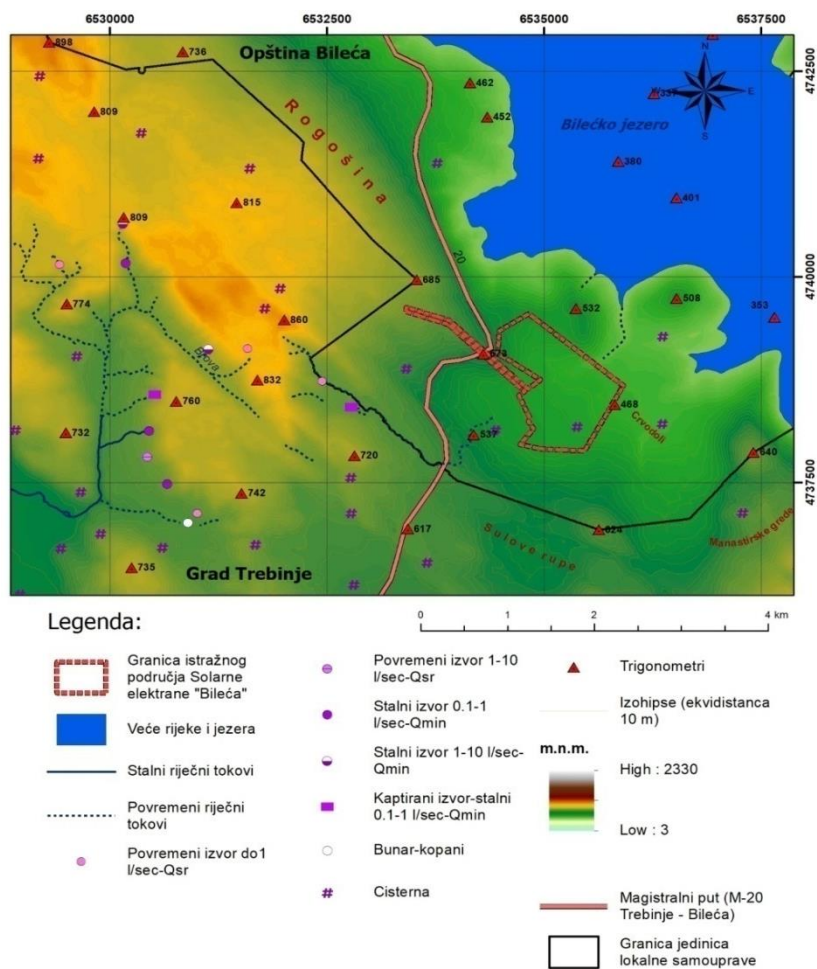 6530000 6532500 6535000 6537500
898
736
Opština Bileća
462
N
E
S
4742500
809
452
Bilećko jezero
Rogošina
380
815
401
809
20
685
4740000
774
532
508
353
860
673
Brova
832
760
468
Crvodoli
732
720
537
640
4737500
742
617
Sulove rupe
624
Manastirske grede
735
Grad Trebinje
Legenda:
0 1 2 4 km
Granica istražnog
područja Solarne
elektrane "Bileća"
Veće rijeke i jezera
Stalni riječni tokovi
Povremeni riječni
tokovi
Povremeni izvor do1
l/sec-Qsr
Povremeni izvor 1-10
l/sec-Qsr
Stalni izvor 0.1-1
l/sec-Qmin
Stalni izvor 1-10 l/sec-
Qmin
Kaptirani izvor-stalni
0.1-1 l/sec-Qmin
Bunar-kopani
Cisterna
Trigonometri
Izohipse (ekvidistanca
10 m)
m.n.m.
High : 2330
Low : 3
Magistralni put (M-20
Trebinje - Bileća)
Granica jedinica
lokalne samouprave